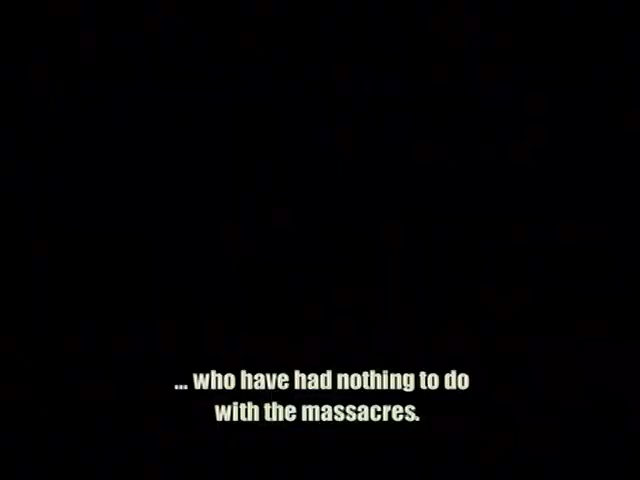 ... who have had nothing to do
with the massacres.